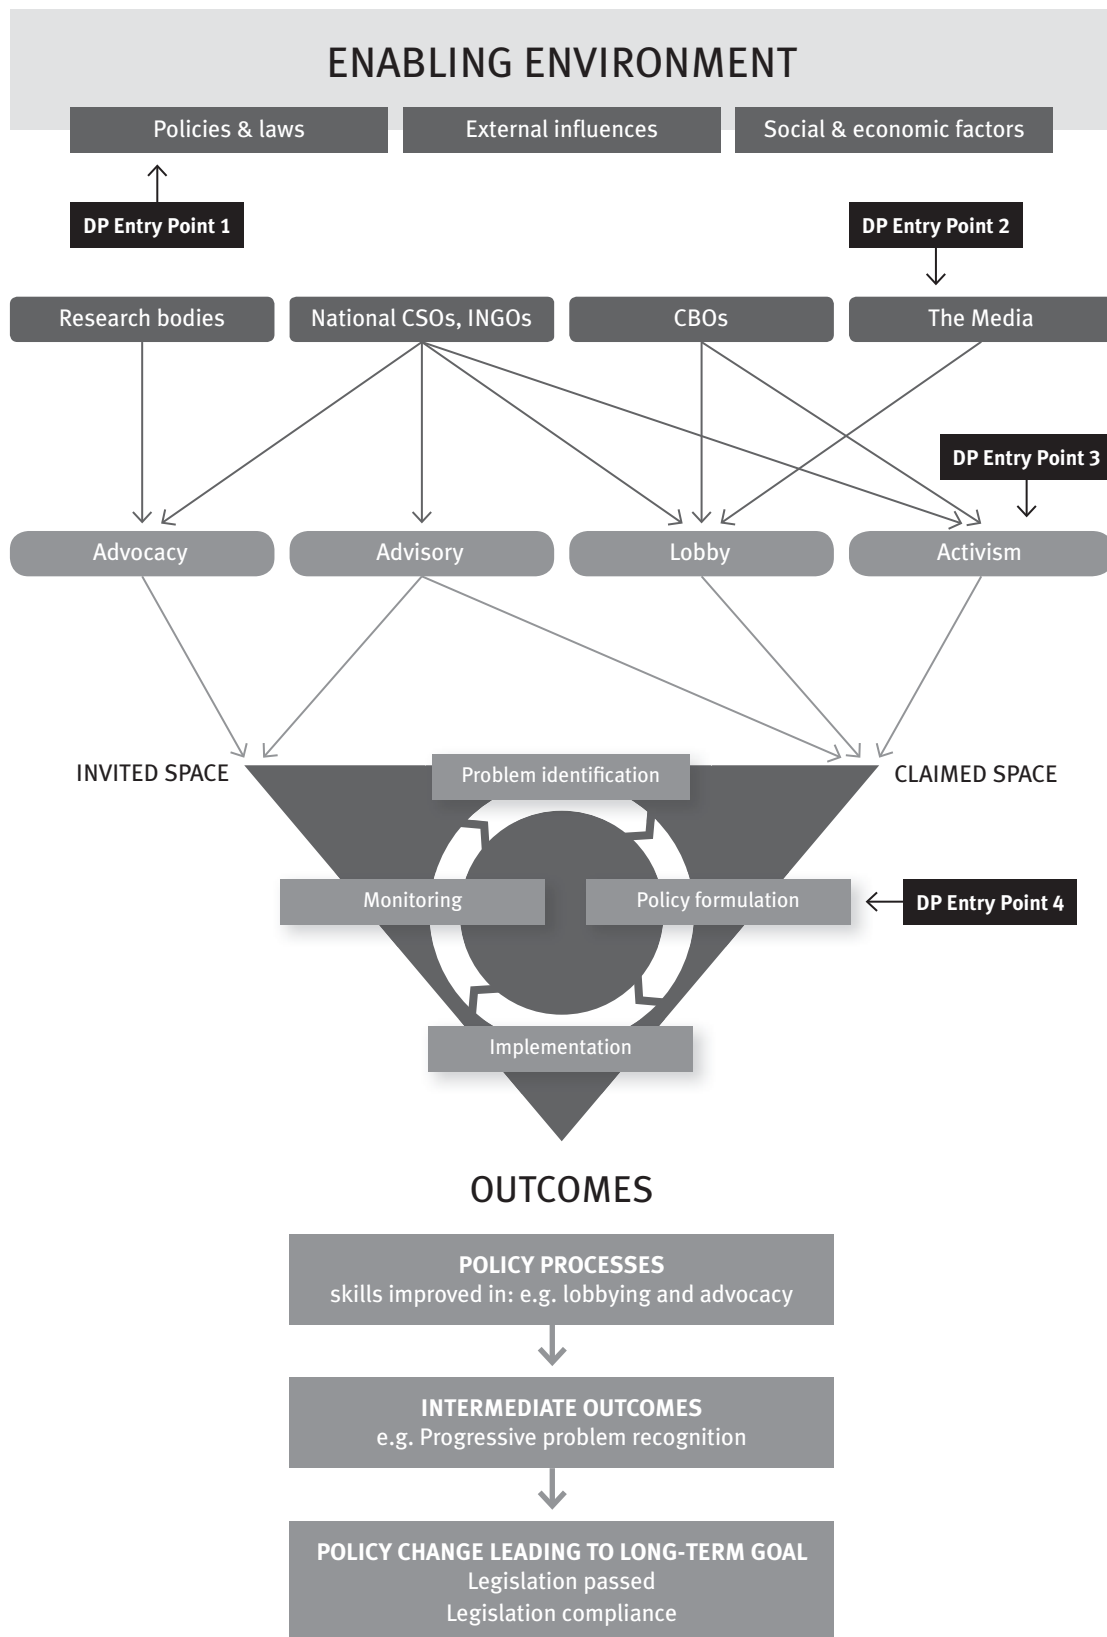 ENABLING ENVIRONMENT
Policies & laws
External influences
Social & economic factors
DP Entry Point 1
DP Entry Point 2
Research bodies
National CSOs, INGOs
CBOs
The Media
DP Entry Point 3
Advocacy
Advisory
Lobby
Activism
INVITED SPACE
Problem identification
CLAIMED SPACE
Monitoring
Policy formulation
DP Entry Point 4
Implementation
OUTCOMES
POLICY PROCESSES
skills improved in: e.g. lobbying and advocacy
INTERMEDIATE OUTCOMES
e.g. Progressive problem recognition
POLICY CHANGE LEADING TO LONG-TERM GOAL
Legislation passed
Legislation compliance